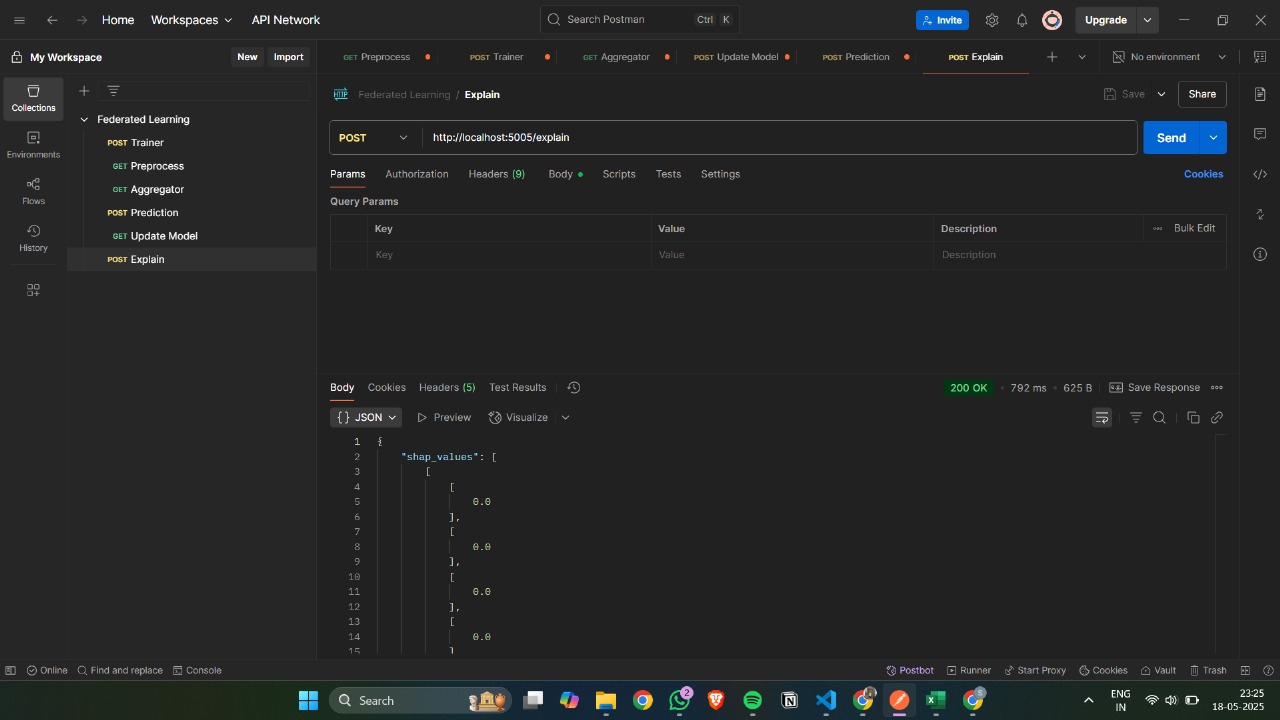 Home Workspaces API Network Search Postman Ctrl K Invite Upgrade
My Workspace New Import GET Preprocess POST Trainer GET Aggregator POST Update Model POST Prediction POST Explain No environment
Collections
Environments
Flows
History
Federated Learning
POST Trainer
GET Preprocess
GET Aggregator
POST Prediction
GET Update Model
POST Explain
HTTP Federated Learning / Explain Save Share
POST http://localhost:5005/explain Send
Params Authorization Headers (9) Body Scripts Tests Settings Cookies
Query Params
Key Value Description Bulk Edit
Key Value Description
Body Cookies Headers (5) Test Results 200 OK 792 ms 625 B Save Response
{} JSON Preview Visualize
1 {
2 "shap_values": [
3 [
4 [
5 0.0
6 ],
7 [
8 0.0
9 ],
10 [
11 0.0
12 ],
13 [
14 0.0
15 ]
Online Find and replace Console Postbot Runner Start Proxy Cookies Vault Trash
Search 2 ENG IN 23:25
18-05-2025